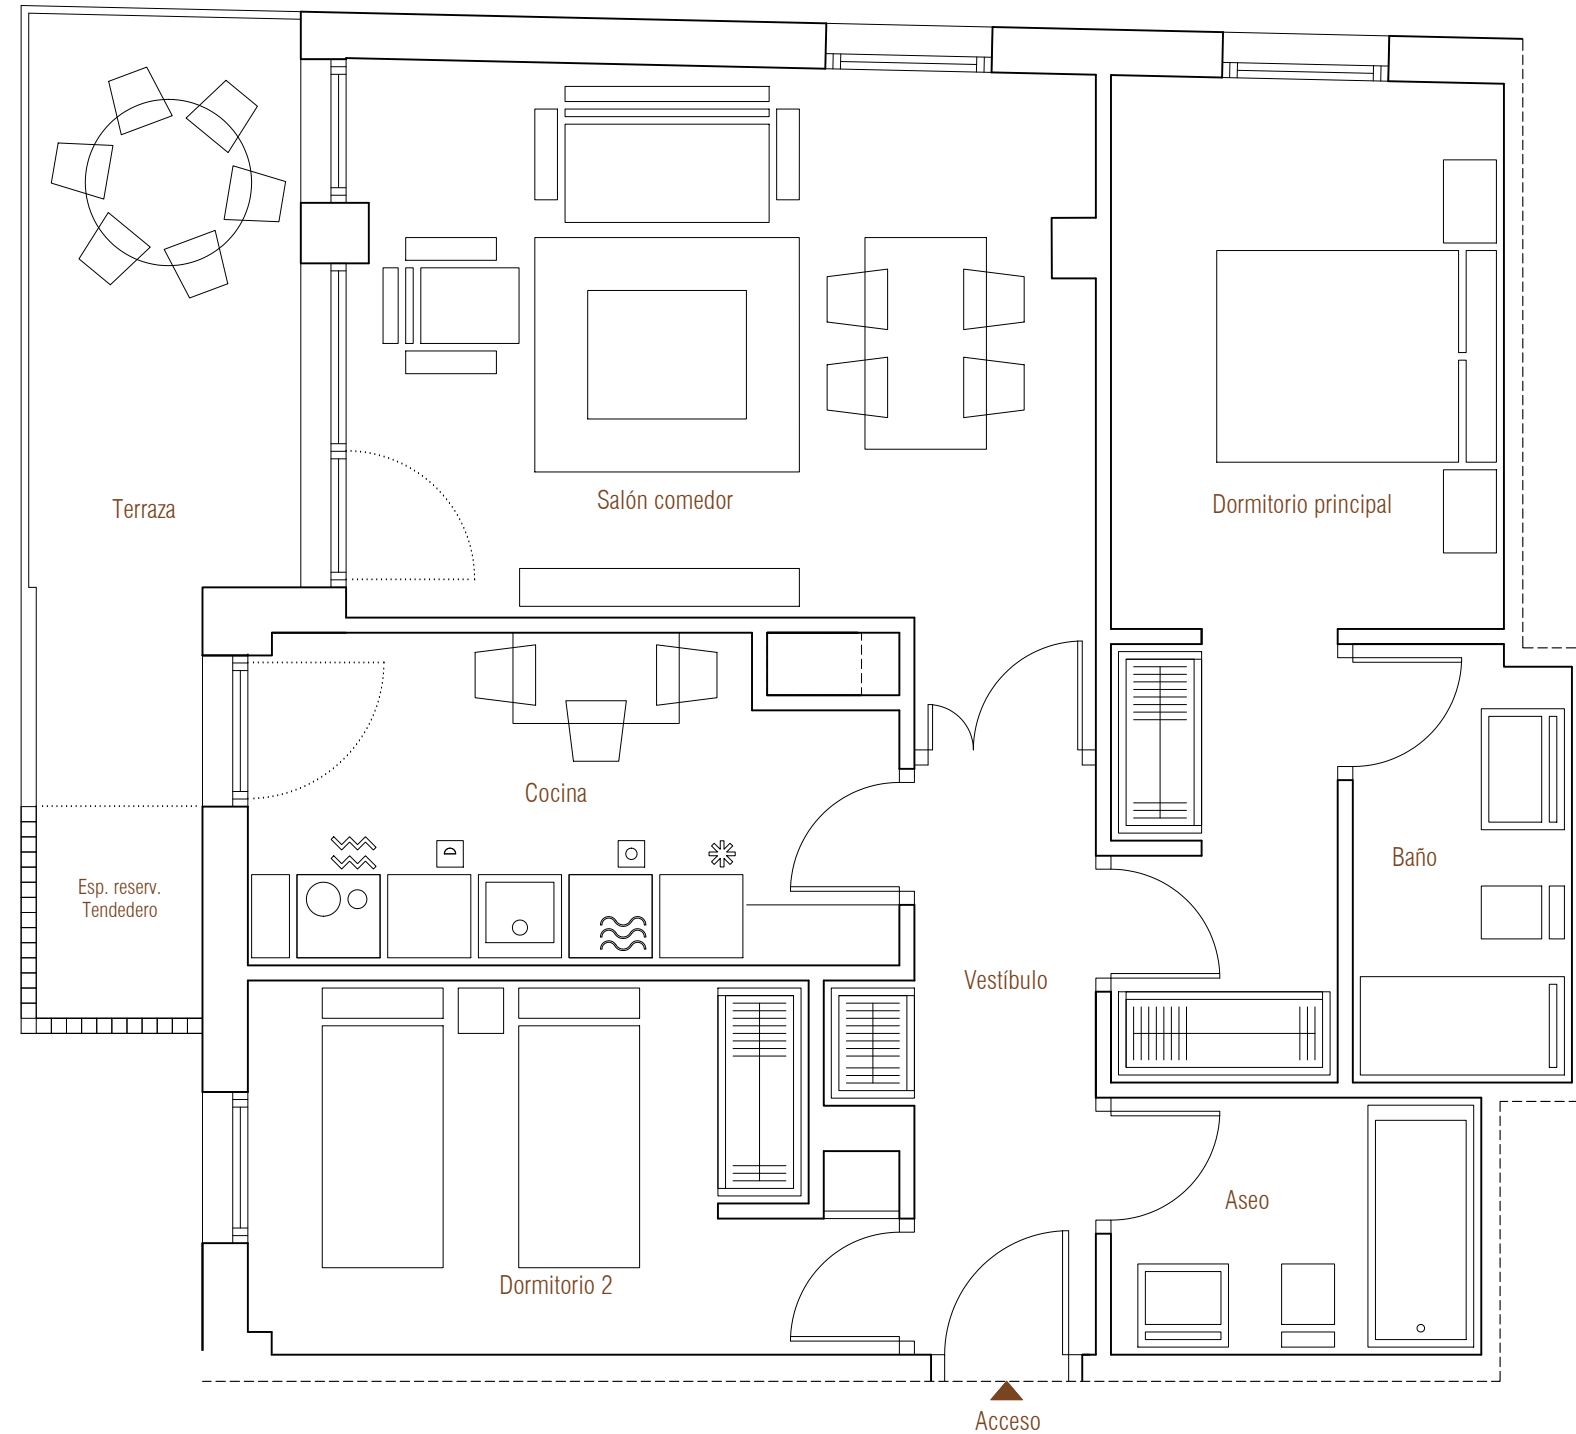 Terraza
Salón comedor
Dormitorio principal
Cocina
Baño
Esp. reserv.
Tendedero
Vestíbulo
Aseo
Dormitorio 2
Acceso